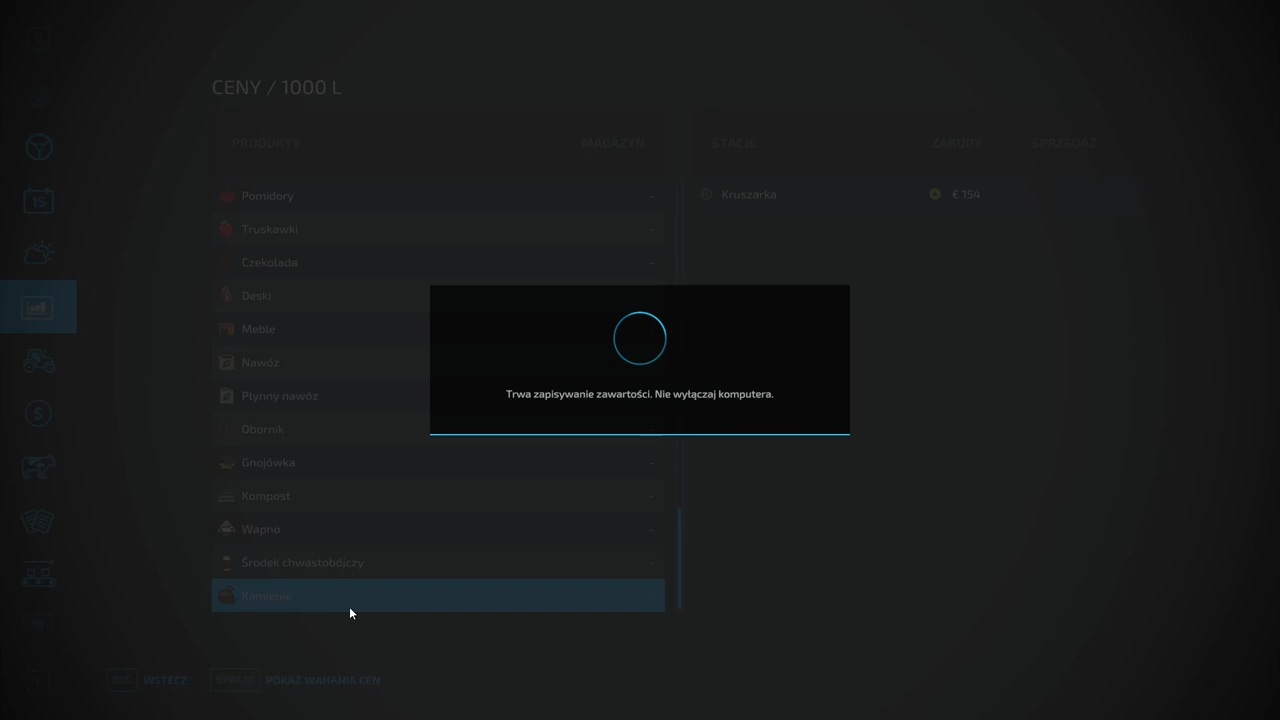 CENY / 1000 L
PRODUKTY MAGAZYN
STACJE ZAKUPY SPRZEDAŻ
Pomidory -
Kruszarka € 154
Truskawki -
Czekolada -
Deski
Meble
Nawóz
Płynny nawóz
Obornik -
Gnojówka -
Kompost -
Wapno -
Środek chwastobójczy -
Kamienie -
Trwa zapisywanie zawartości. Nie wyłączaj komputera.
15
ESC WSTECZ SPACJA POKAŻ WAHANIA CEN